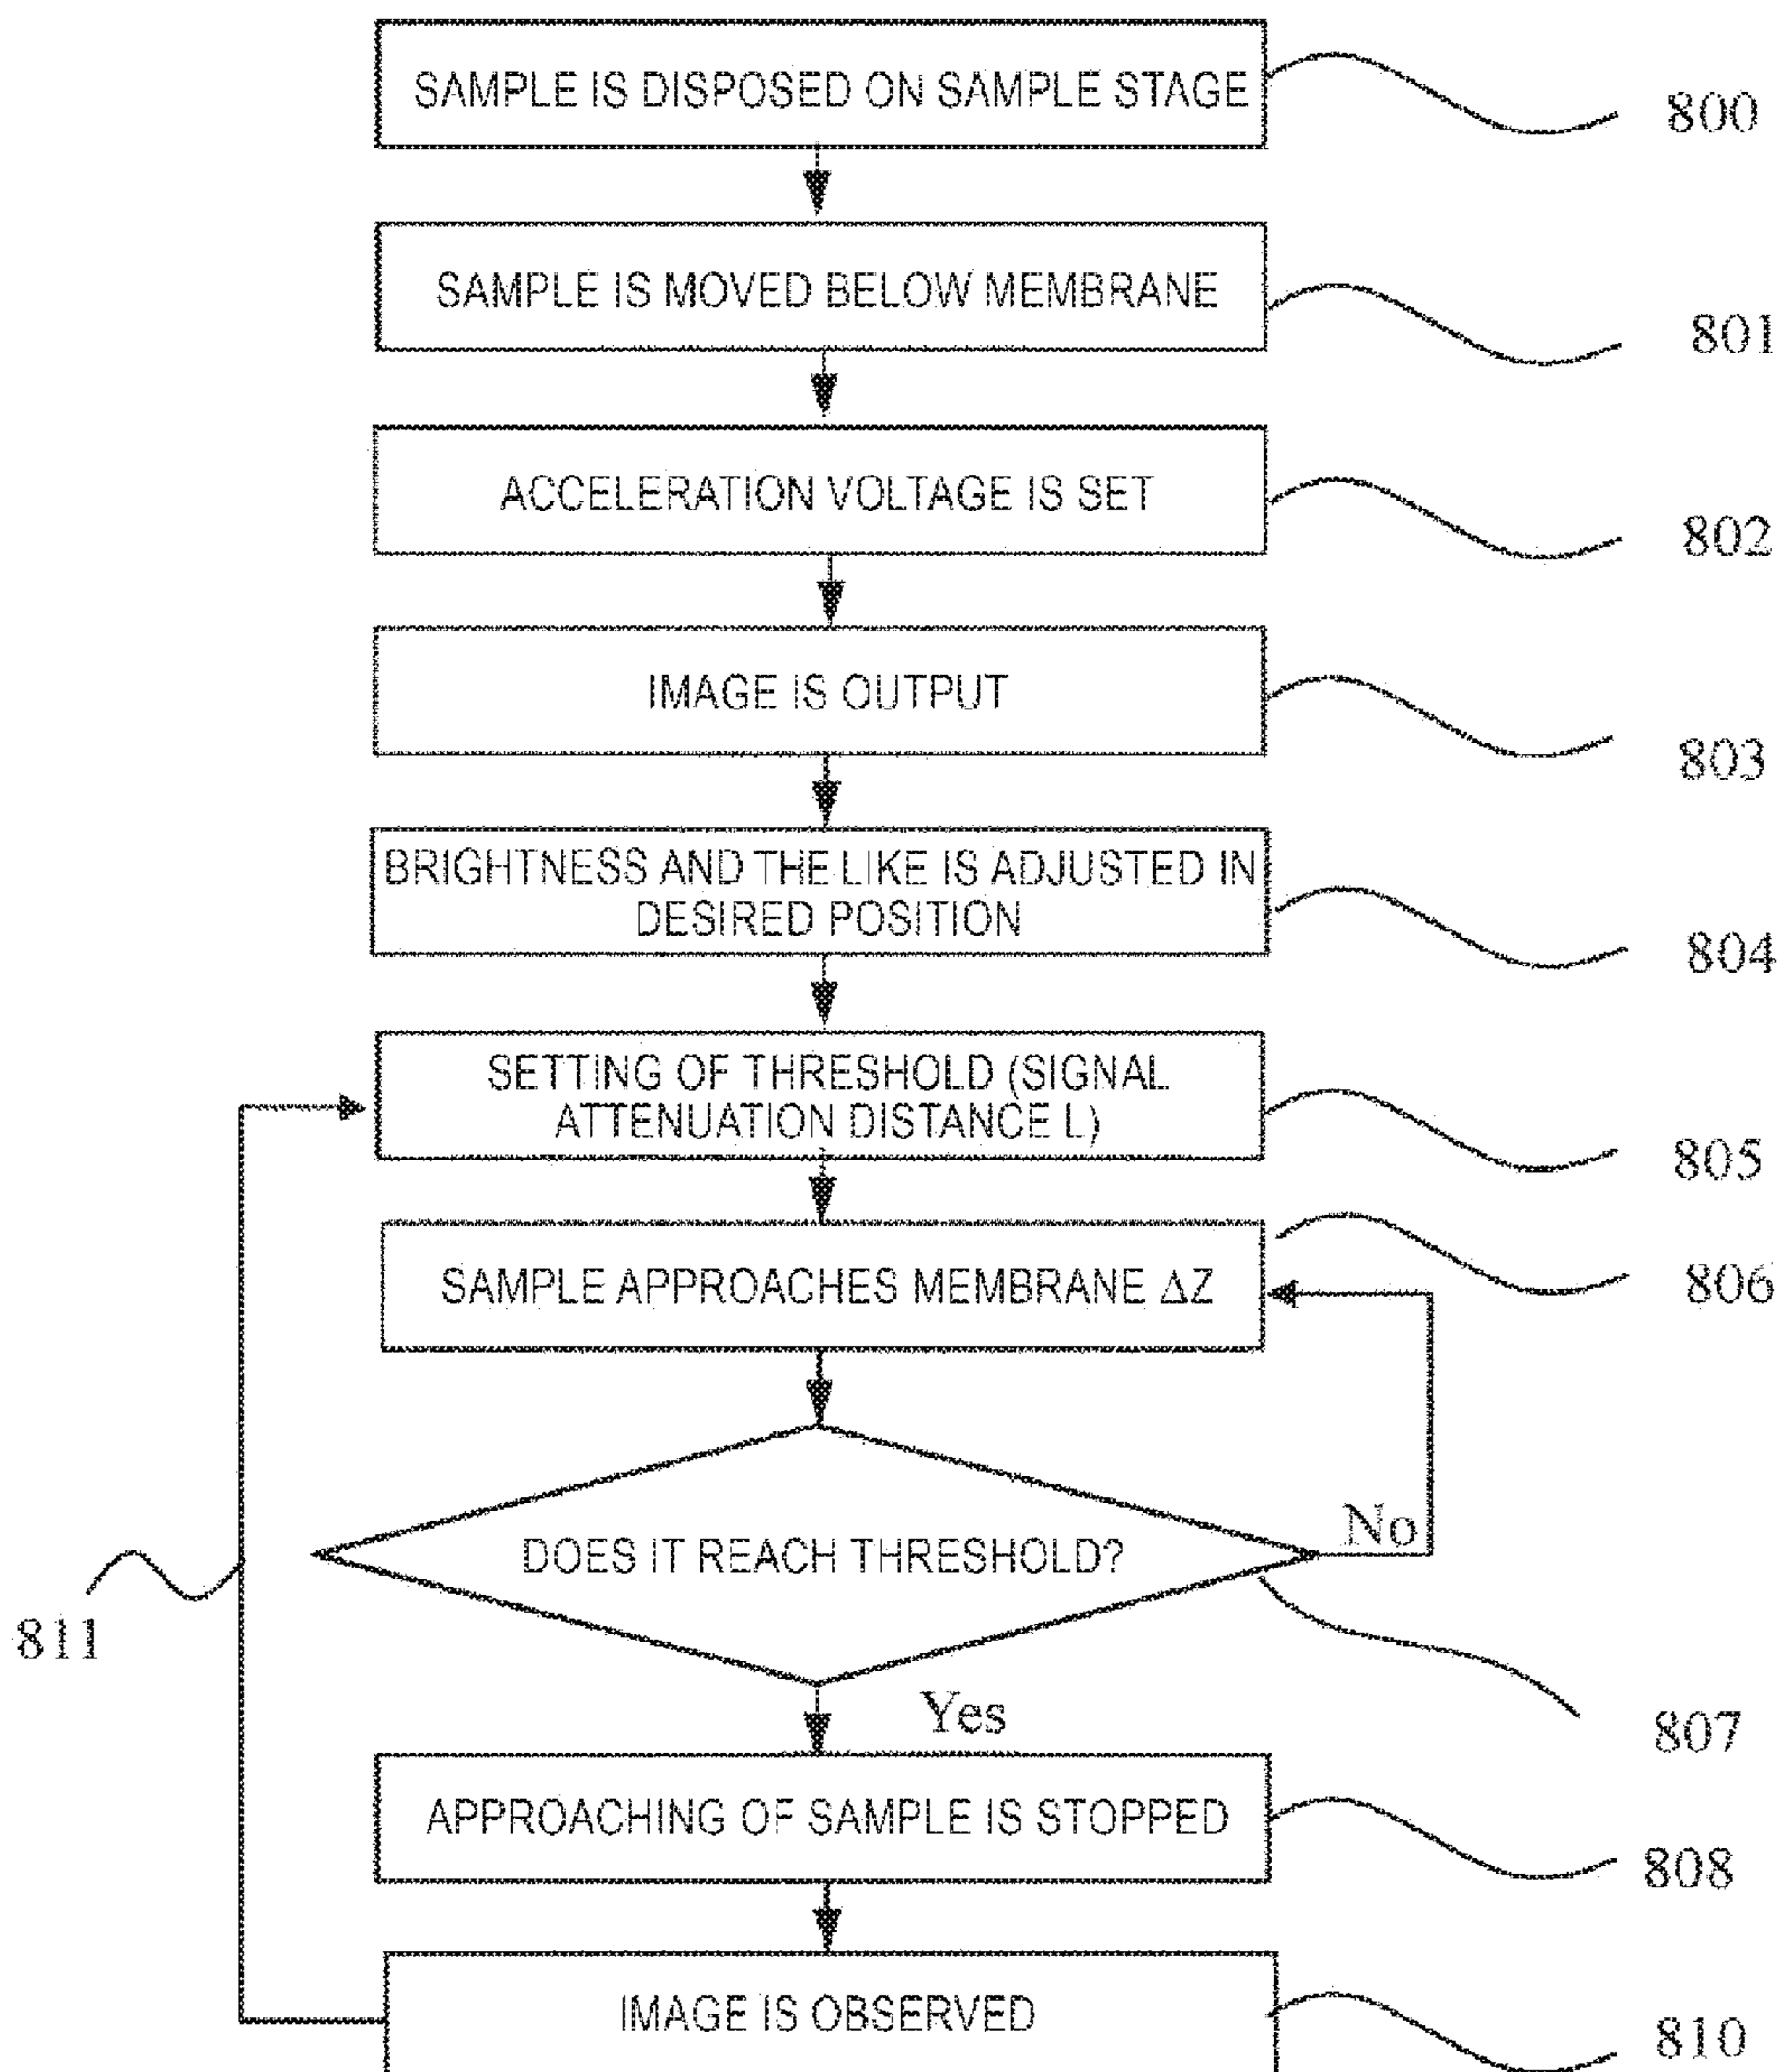 SAMPLE IS DISPOSED ON SAMPLE STAGE
800
SAMPLE IS MOVED BELOW MEMBRANE
801
ACCELERATION VOLTAGE IS SET
802
IMAGE IS OUTPUT
803
BRIGHTNESS AND THE LIKE IS ADJUSTED IN
DESIRED POSITION
804
SETTING OF THRESHOLD (SIGNAL
ATTENUATION DISTANCE L)
805
SAMPLE APPROACHES MEMBRANE ΔZ
806
DOES IT REACH THRESHOLD?
No
811
807
Yes
APPROACHING OF SAMPLE IS STOPPED
808
IMAGE IS OBSERVED
810